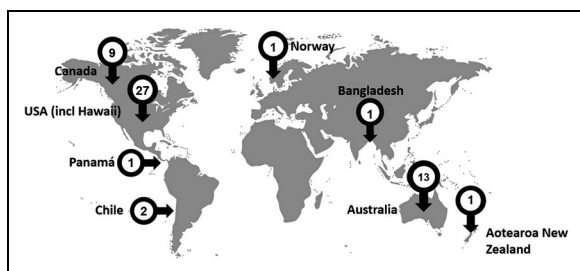 9
1
Norway
Canada
27
Bangladesh
USA (incl Hawaii)
1
Panamá
1
13
1
Chile
2
Australia
Aotearoa New
Zealand